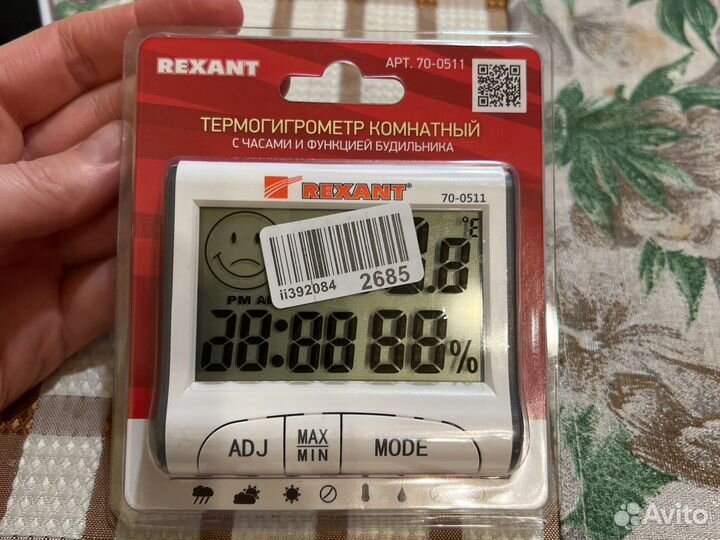 REXANT
АРТ. 70-0511
ТЕРМОГИГРОМЕТР КОМНАТНЫЙ
С ЧАСАМИ И ФУНКЦИЕЙ БУДИЛЬНИКА
REXANT®
70-0511
ii392084
2685
PM
38:88 88%
ADJ
MAX
MIN
MODE
Avito